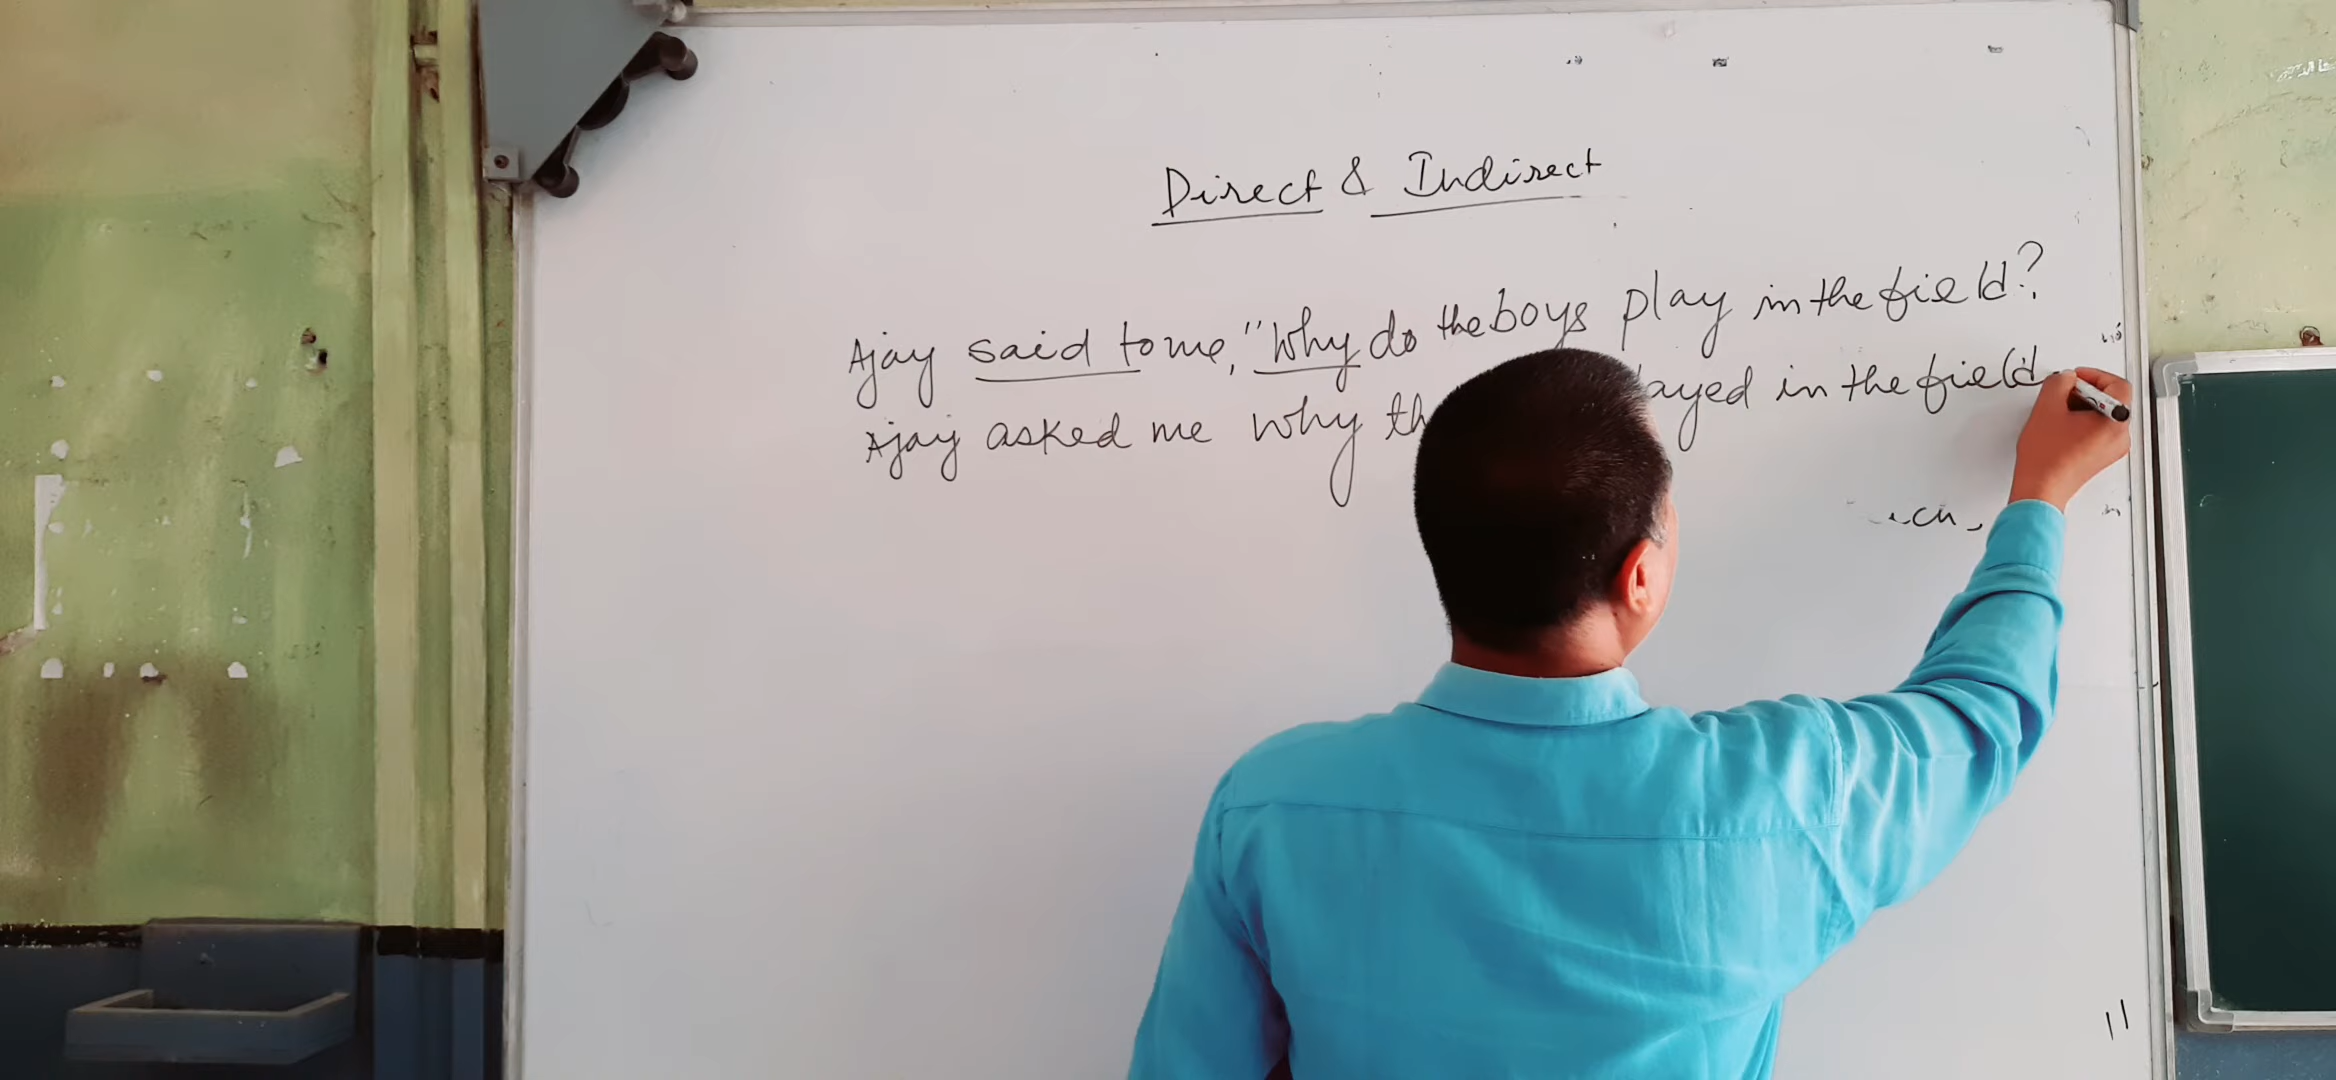 Direct & Indirect
Ajay said to me, "Why do the boys play in the field?
Ajay asked me why th ayed in the field.
11